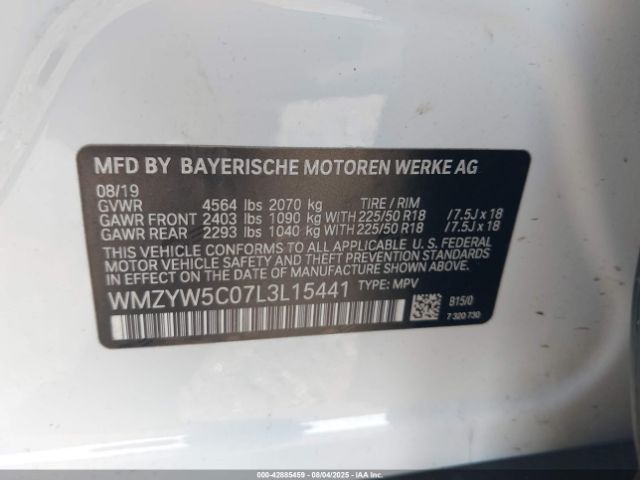 MFD BY BAYERISCHE MOTOREN WERKE AG
08/19
GVWR 4564 lbs 2070 kg TIRE / RIM
GAWR FRONT 2403 lbs 1090 kg WITH 225/50 R18 / 7.5J x 18
GAWR REAR 2293 lbs 1040 kg WITH 225/50 R18 / 7.5J x 18
THIS VEHICLE CONFORMS TO ALL APPLICABLE U. S. FEDERAL
MOTOR VEHICLE SAFETY, BUMPER, AND THEFT PREVENTION
STANDARDS IN EFFECT ON THE DATE OF MANUFACTURE SHOWN ABOVE.
WMZYW5C07L3L15441 TYPE: MPV
B15/0
7 320 730
000-42885459 - 08/04/2025 - IAAI.com